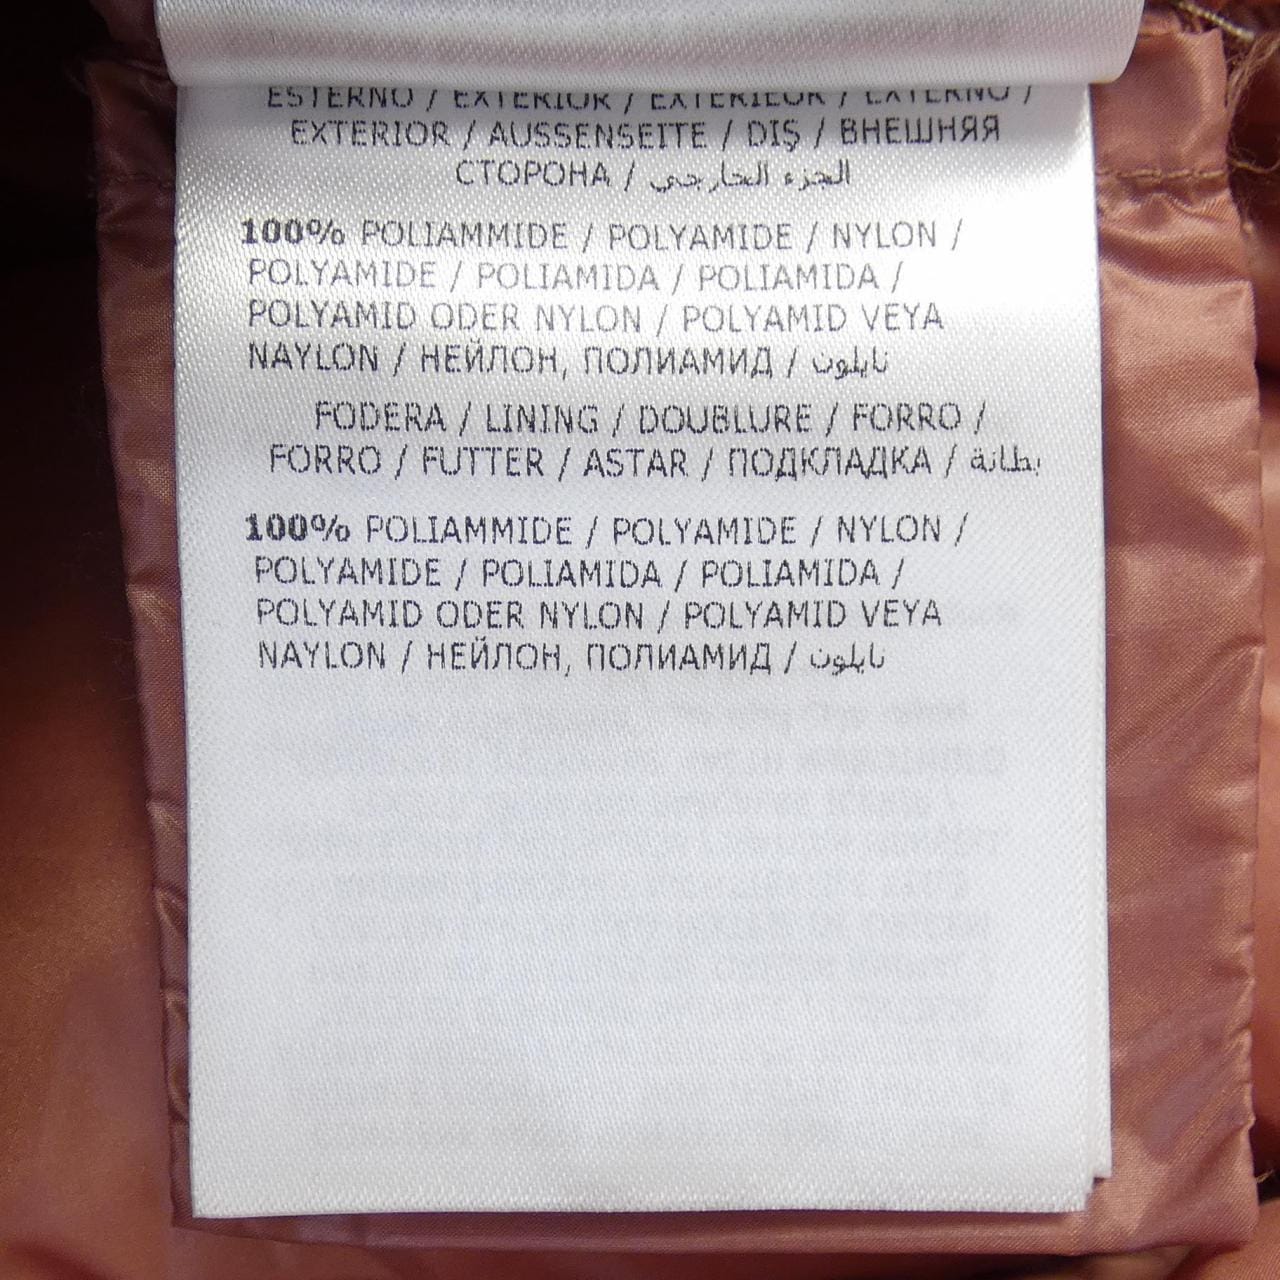 ESTERNO / EXTERIOR / EXTERIEUR / EXTERNO /
EXTERIOR / AUSSENSEITE / DIŞ / ВНЕШНЯЯ
СТОРОНА / الجزء الخارجي
100% POLIAMMIDE / POLYAMIDE / NYLON /
POLYAMIDE / POLIAMIDA / POLIAMIDA /
POLYAMID ODER NYLON / POLYAMID VEYA
NAYLON / НЕЙЛОН, ПОЛИАМИД / نايلون
FODERA / LINING / DOUBLURE / FORRO /
FORRO / FUTTER / ASTAR / ПОДКЛАДКА / بطانة
100% POLIAMMIDE / POLYAMIDE / NYLON /
POLYAMIDE / POLIAMIDA / POLIAMIDA /
POLYAMID ODER NYLON / POLYAMID VEYA
NAYLON / НЕЙЛОН, ПОЛИАМИД / نايلون